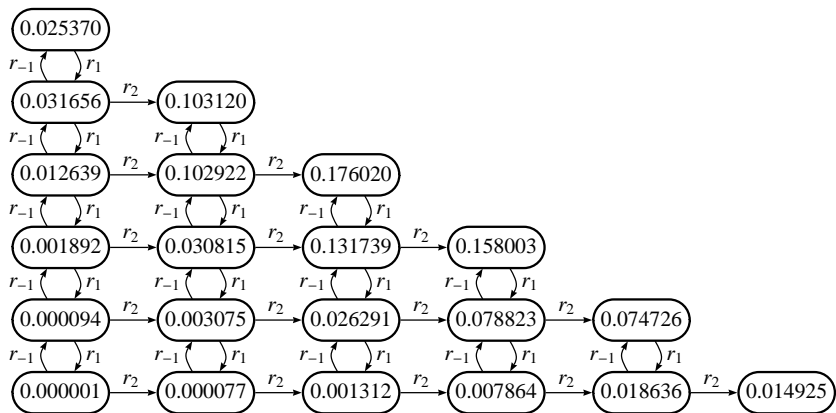 0.025370
r₋₁ r₁
0.031656 r₂ 0.103120
r₋₁ r₁ r₋₁ r₁
0.012639 r₂ 0.102922 r₂ 0.176020
r₋₁ r₁ r₋₁ r₁ r₋₁ r₁
0.001892 r₂ 0.030815 r₂ 0.131739 r₂ 0.158003
r₋₁ r₁ r₋₁ r₁ r₋₁ r₁ r₋₁ r₁
0.000094 r₂ 0.003075 r₂ 0.026291 r₂ 0.078823 r₂ 0.074726
r₋₁ r₁ r₋₁ r₁ r₋₁ r₁ r₋₁ r₁ r₋₁ r₁
0.000001 r₂ 0.000077 r₂ 0.001312 r₂ 0.007864 r₂ 0.018636 r₂ 0.014925